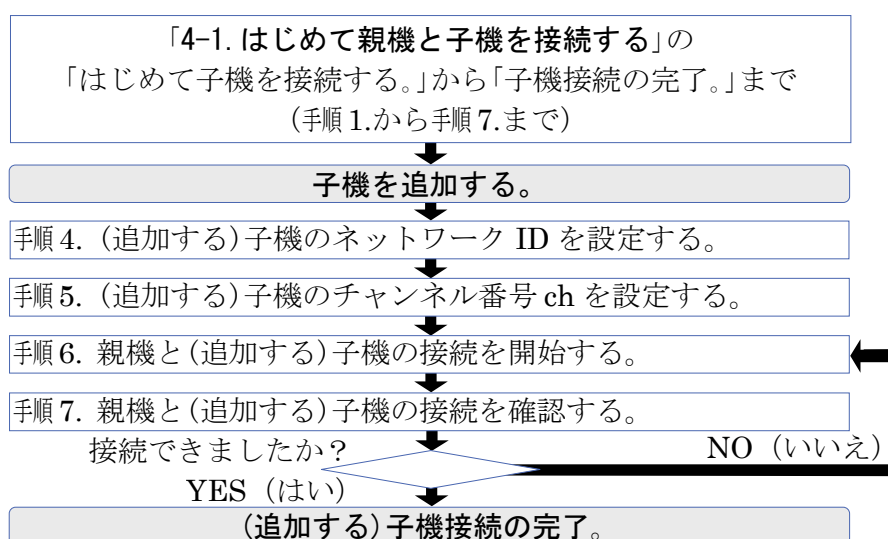 「4-1. はじめて親機と子機を接続する」の
「はじめて子機を接続する。」から「子機接続の完了。」まで
(手順1.から手順7.まで)
子機を追加する。
手順4. (追加する)子機のネットワーク ID を設定する。
手順5. (追加する)子機のチャンネル番号 ch を設定する。
手順6. 親機と(追加する)子機の接続を開始する。
手順7. 親機と(追加する)子機の接続を確認する。
接続できましたか？
NO (いいえ)
YES (はい)
(追加する)子機接続の完了。